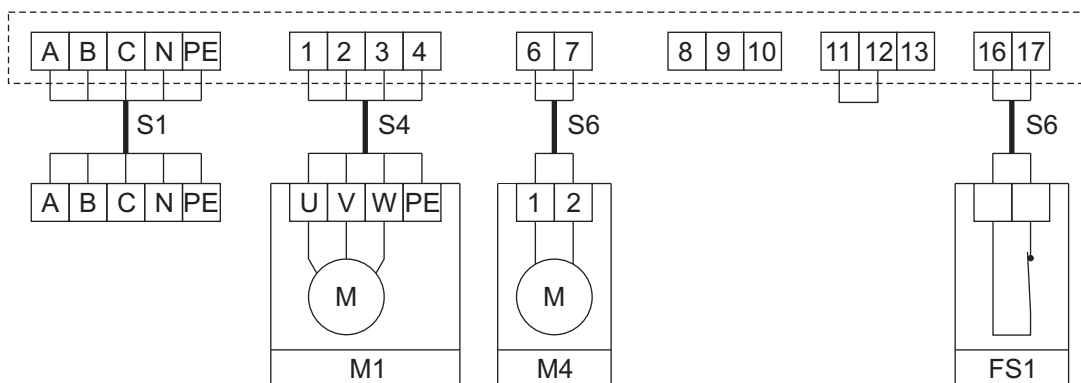 A B C N PE 1 2 3 4 6 7 8 9 10 11 12 13 16 17
S1 S4 S6 S6
A B C N PE U V W PE 1 2
M M
M1 M4 FS1